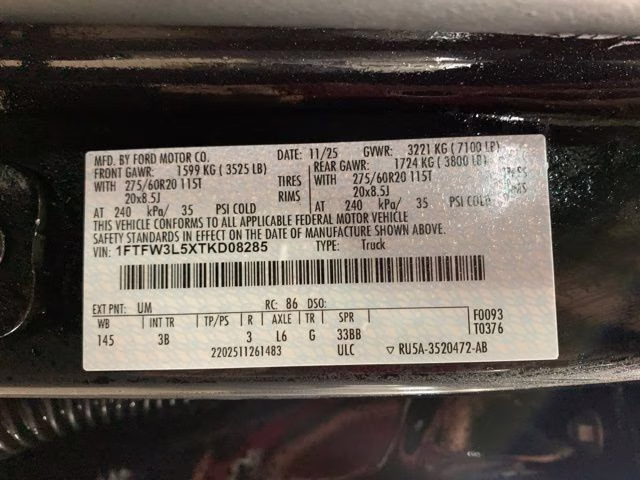 MFD. BY FORD MOTOR CO. DATE: 11/25 GVWR: 3221 KG ( 7100 LB)
FRONT GAWR: 1599 KG ( 3525 LB) REAR GAWR: 1724 KG ( 3800 LB)
WITH 275/60R20 115T TIRES WITH 275/60R20 115T TIRES
20x8.5J RIMS 20x8.5J RIMS
AT 240 kPa/ 35 PSI COLD AT 240 kPa/ 35 PSI COLD
THIS VEHICLE CONFORMS TO ALL APPLICABLE FEDERAL MOTOR VEHICLE
SAFETY STANDARDS IN EFFECT ON THE DATE OF MANUFACTURE SHOWN ABOVE.
VIN: 1FTFW3L5XTKD08285 TYPE: Truck
EXT PNT: UM RC: 86 DSO:
WB INT TR TP/PS R AXLE TR SPR F0093
145 3B 3 L6 G 33BB T0376
2202511261483 ULC ▽ RU5A-3520472-AB